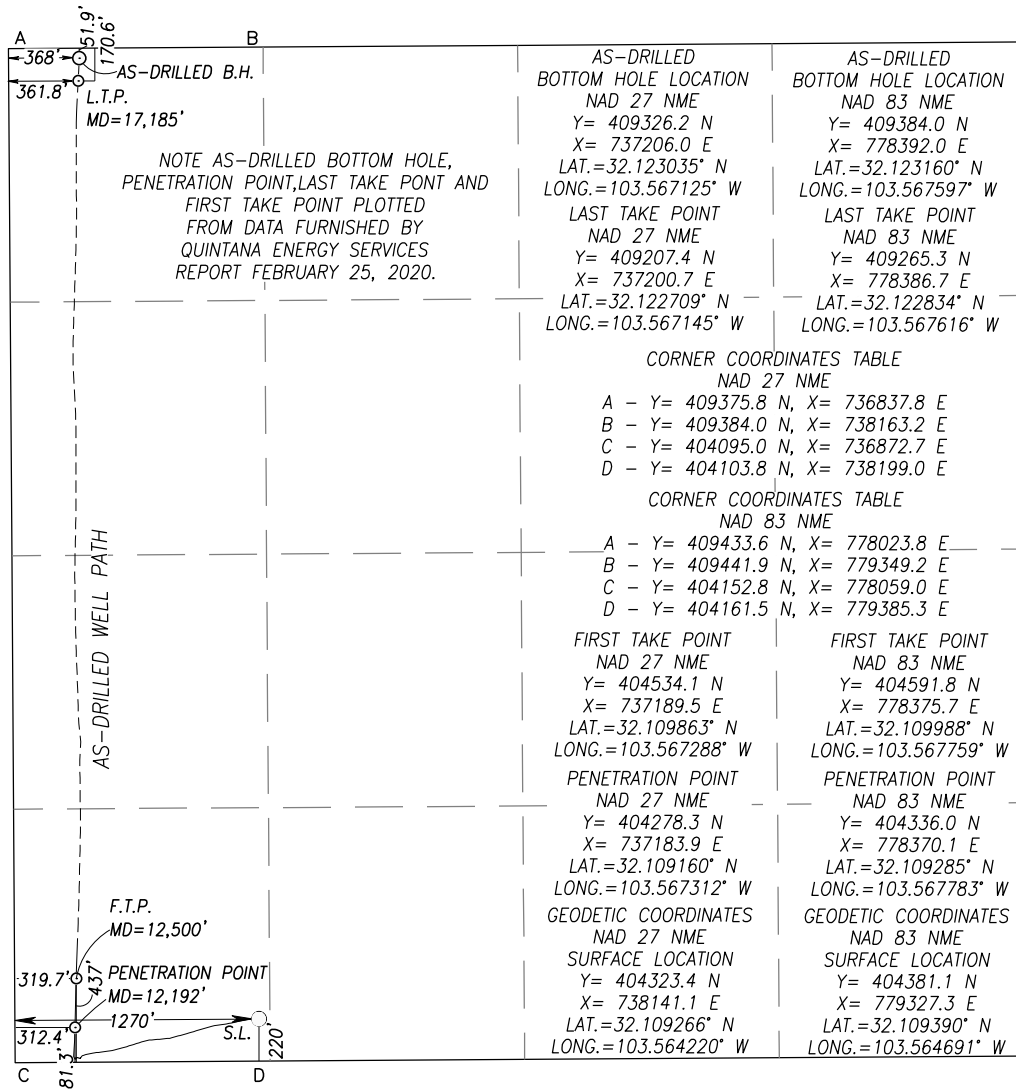 A
B
51.9'
170.6'
368'
AS-DRILLED B.H.
361.8'
L.T.P.
MD=17,185'
NOTE AS-DRILLED BOTTOM HOLE,
PENETRATION POINT,LAST TAKE PONT AND
FIRST TAKE POINT PLOTTED
FROM DATA FURNISHED BY
QUINTANA ENERGY SERVICES
REPORT FEBRUARY 25, 2020.
AS-DRILLED WELL PATH
F.T.P.
MD=12,500'
319.7'
437'
PENETRATION POINT
MD=12,192'
1270'
312.4'
S.L.
220'
81.3'
C
D
AS-DRILLED
BOTTOM HOLE LOCATION
NAD 27 NME
Y= 409326.2 N
X= 737206.0 E
LAT.=32.123035° N
LONG.=103.567125° W
LAST TAKE POINT
NAD 27 NME
Y= 409207.4 N
X= 737200.7 E
LAT.=32.122709° N
LONG.=103.567145° W
AS-DRILLED
BOTTOM HOLE LOCATION
NAD 83 NME
Y= 409384.0 N
X= 778392.0 E
LAT.=32.123160° N
LONG.=103.567597° W
LAST TAKE POINT
NAD 83 NME
Y= 409265.3 N
X= 778386.7 E
LAT.=32.122834° N
LONG.=103.567616° W
CORNER COORDINATES TABLE
NAD 27 NME
A - Y= 409375.8 N, X= 736837.8 E
B - Y= 409384.0 N, X= 738163.2 E
C - Y= 404095.0 N, X= 736872.7 E
D - Y= 404103.8 N, X= 738199.0 E
CORNER COORDINATES TABLE
NAD 83 NME
A - Y= 409433.6 N, X= 778023.8 E
B - Y= 409441.9 N, X= 779349.2 E
C - Y= 404152.8 N, X= 778059.0 E
D - Y= 404161.5 N, X= 779385.3 E
FIRST TAKE POINT
NAD 27 NME
Y= 404534.1 N
X= 737189.5 E
LAT.=32.109863° N
LONG.=103.567288° W
PENETRATION POINT
NAD 27 NME
Y= 404278.3 N
X= 737183.9 E
LAT.=32.109160° N
LONG.=103.567312° W
GEODETIC COORDINATES
NAD 27 NME
SURFACE LOCATION
Y= 404323.4 N
X= 738141.1 E
LAT.=32.109266° N
LONG.=103.564220° W
FIRST TAKE POINT
NAD 83 NME
Y= 404591.8 N
X= 778375.7 E
LAT.=32.109988° N
LONG.=103.567759° W
PENETRATION POINT
NAD 83 NME
Y= 404336.0 N
X= 778370.1 E
LAT.=32.109285° N
LONG.=103.567783° W
GEODETIC COORDINATES
NAD 83 NME
SURFACE LOCATION
Y= 404381.1 N
X= 779327.3 E
LAT.=32.109390° N
LONG.=103.564691° W